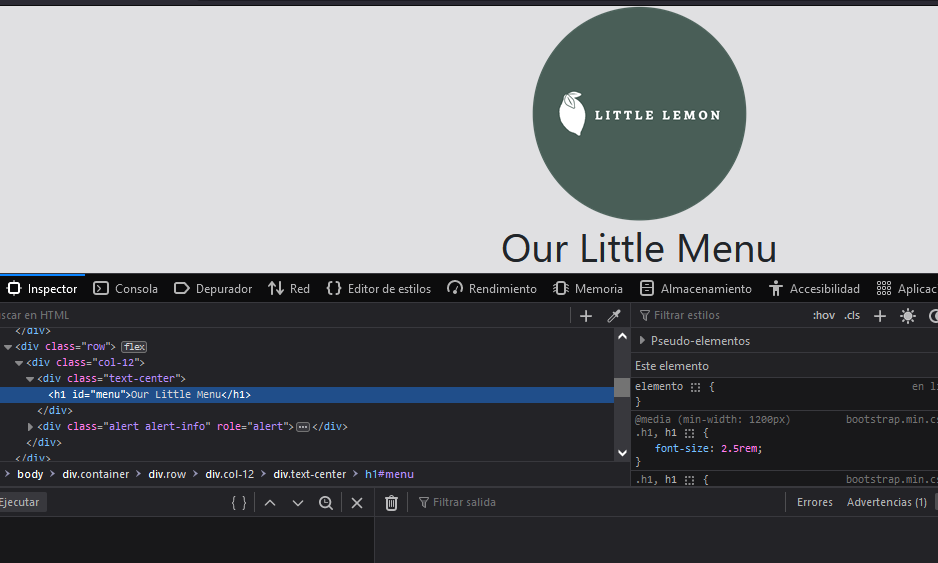 LITTLE LEMON
Our Little Menu
Inspector Consola Depurador Red Editor de estilos Rendimiento Memoria Almacenamiento Accesibilidad Aplicac
uscar en HTML
Filtrar estilos :hov .cls
</div>
<div class="row"> flex
<div class="col-12">
<div class="text-center">
<h1 id="menu">Our Little Menu</h1>
</div>
<div class="alert alert-info" role="alert"> </div>
</div>
</div>
Pseudo-elementos
Este elemento
elemento { en lí
}
@media (min-width: 1200px) bootstrap.min.cs
.h1, h1 {
font-size: 2.5rem;
}
.h1, h1 { bootstrap.min.cs
body > div.container > div.row > div.col-12 > div.text-center > h1#menu
Ejecutar { }
Filtrar salida Errores Advertencias (1)